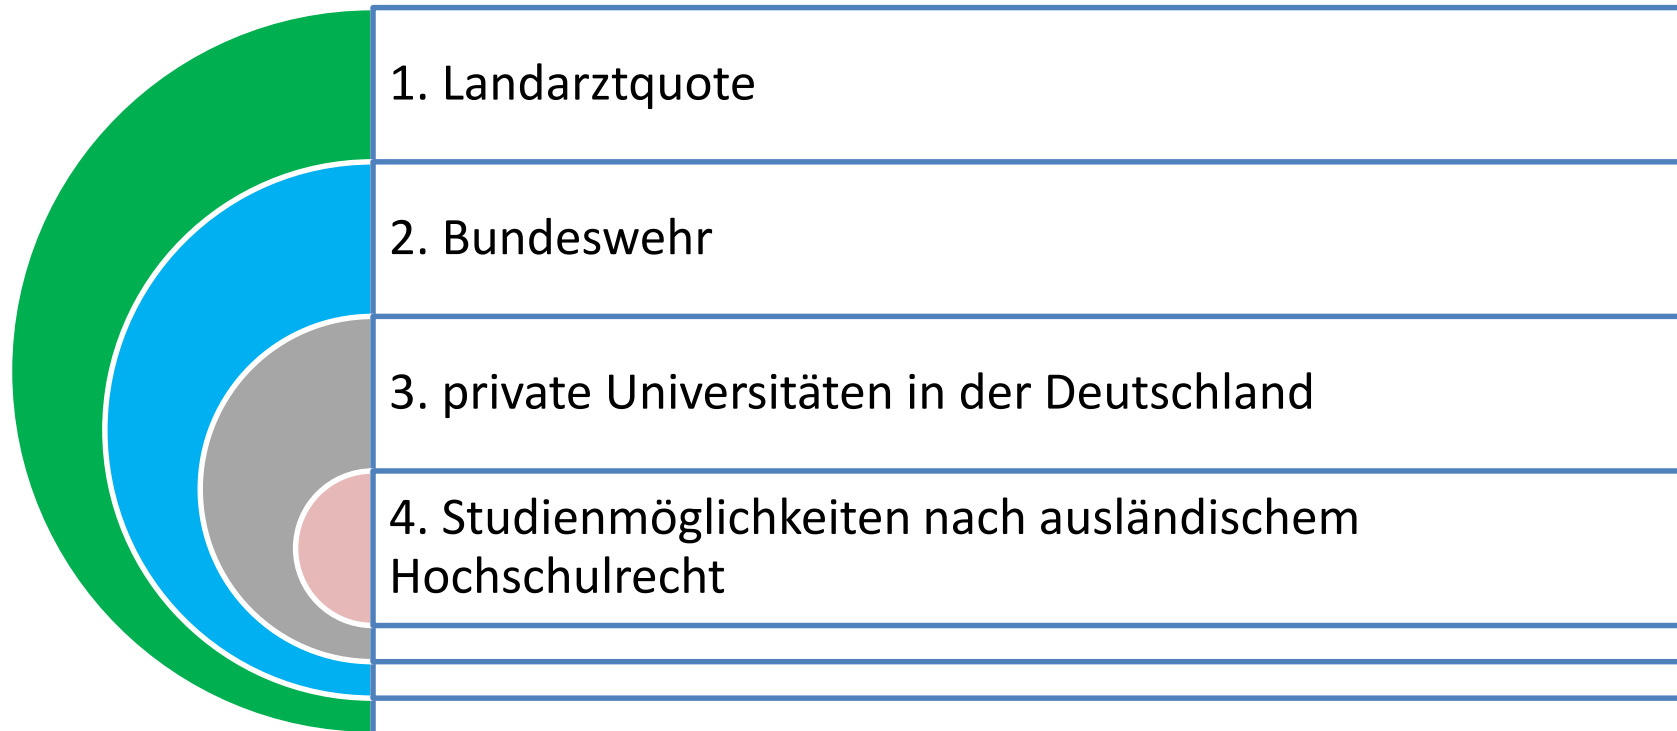 1. Landarztquote
2. Bundeswehr
3. private Universitäten in der Deutschland
4. Studienmöglichkeiten nach ausländischem
Hochschulrecht